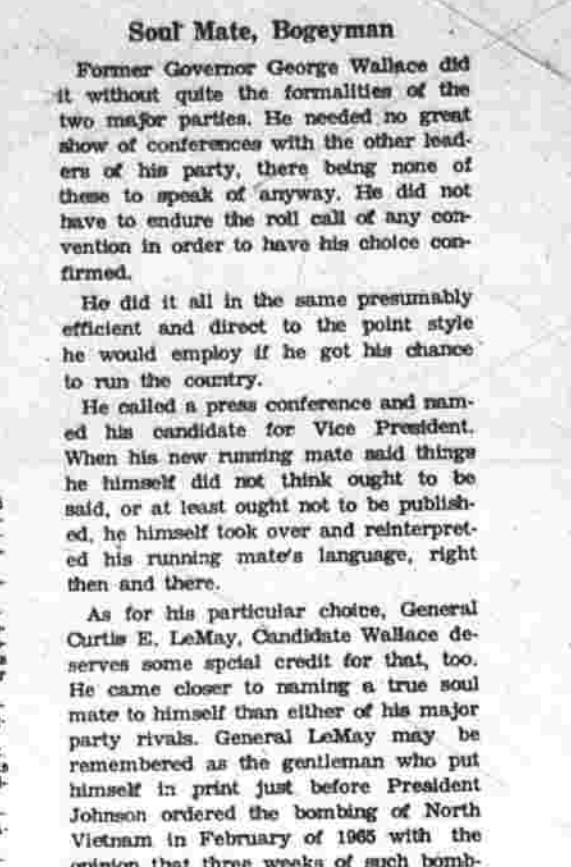 Soul Mate, Bogeyman
Former Governor George Wallace did
it without quite the formalities of the
two major parties. He needed no great
show of conferences with the other lead-
ers of his party, there being none of
these to speak of anyway. He did not
have to endure the roll call of any con-
vention in order to have his choice con-
firmed.
He did it all in the same presumably
efficient and direct to the point style
he would employ if he got his chance
to run the country.
He called a press conference and nam-
ed his candidate for Vice President.
When his new running mate said things
he himself did not think ought to be
said, or at least ought not to be publish-
ed, he himself took over and reinterpret-
ed his running mate's language, right
then and there.
As for his particular choice, General
Curtis E. LeMay, Candidate Wallace de-
serves some spcial credit for that, too.
He came closer to naming a true soul
mate to himself than either of his major
party rivals. General LeMay may be
remembered as the gentleman who put
himself in print just before President
Johnson ordered the bombing of North
Vietnam in February of 1965 with the
opinion that three weeks of such bomb-